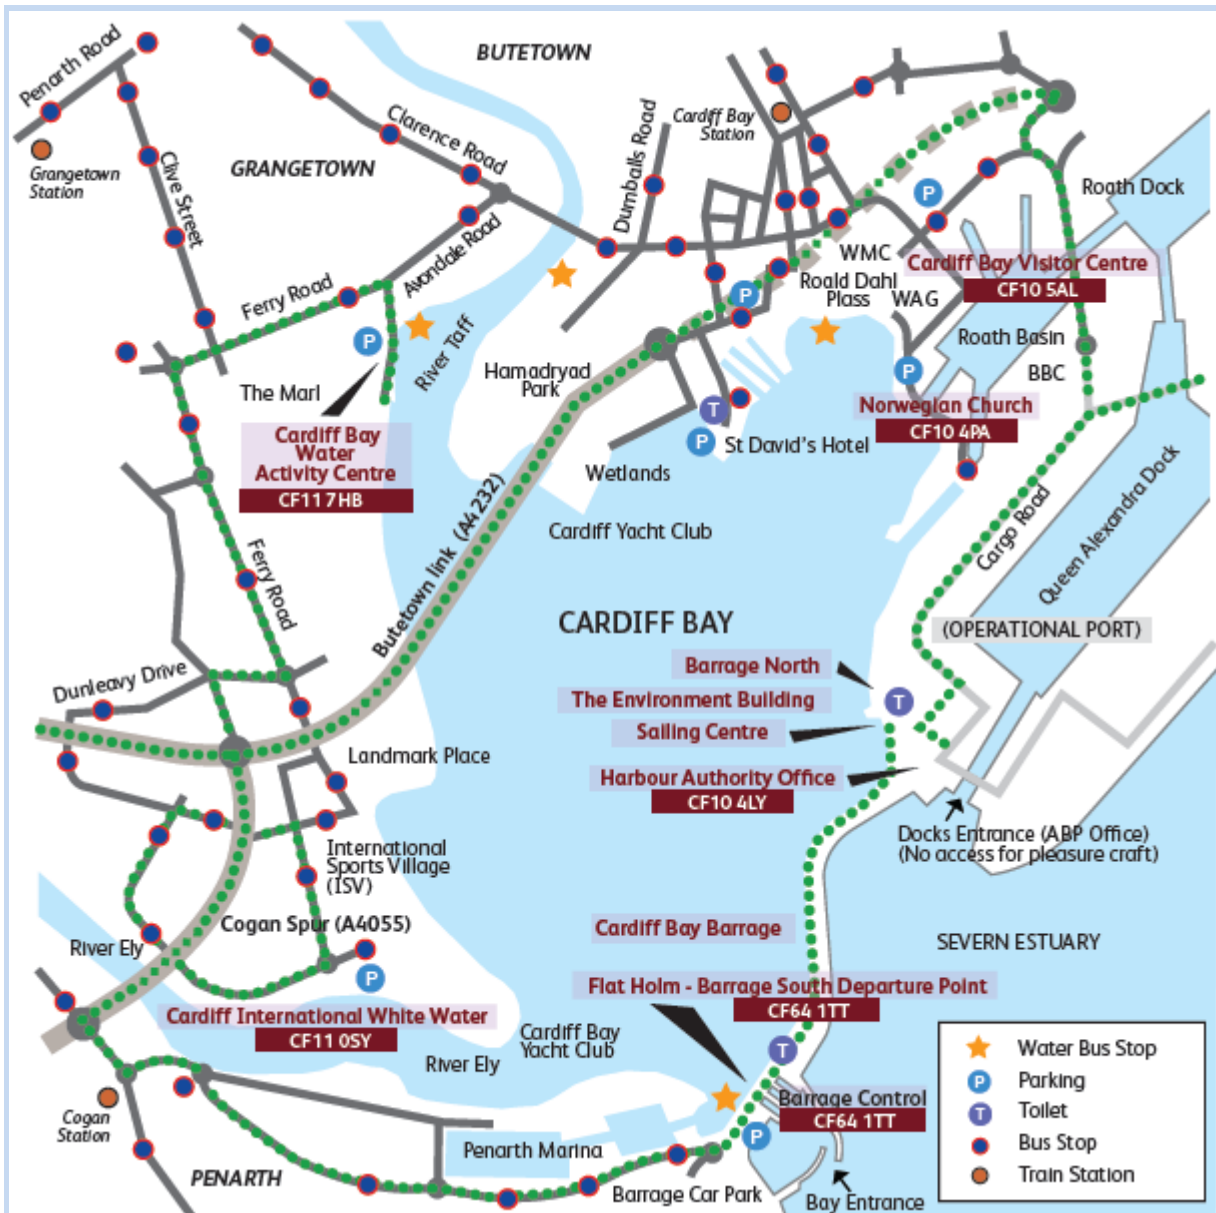 BUTETOWN
Penarth Road
Clarence Road
Dumballs Road
Cardiff Bay
Station
Grangetown
Station
GRANGETOWN
Clive Street
Roath Dock
Avondale Road
Ferry Road
WMC
Cardiff Bay Visitor Centre
CF10 5AL
Roald Dahl
Plass
WAG
P
P
P
P
River Taff
Roath Basin
BBC
Hamadryad
Park
The Marl
Norwegian Church
CF10 4PA
T
P
St David's Hotel
Cardiff Bay
Water
Activity Centre
CF11 7HB
Wetlands
Butetown link (A4232)
Cardiff Yacht Club
Cargo Road
Queen Alexandra Dock
Ferry Road
CARDIFF BAY
(OPERATIONAL PORT)
Dunleavy Drive
Barrage North
The Environment Building
T
Sailing Centre
Landmark Place
Harbour Authority Office
CF10 4LY
Docks Entrance (ABP Office)
(No access for pleasure craft)
International
Sports Village
(ISV)
Cogan Spur (A4055)
River Ely
P
Cardiff Bay Barrage
SEVERN ESTUARY
Flat Holm - Barrage South Departure Point
CF64 1TT
Cardiff International White Water
CF11 0SY
Cardiff Bay
Yacht Club
River Ely
T
Barrage Control
CF64 1TT
P
Cogan
Station
PENARTH
Penarth Marina
Barrage Car Park
Bay Entrance
Water Bus Stop
P Parking
T Toilet
Bus Stop
Train Station